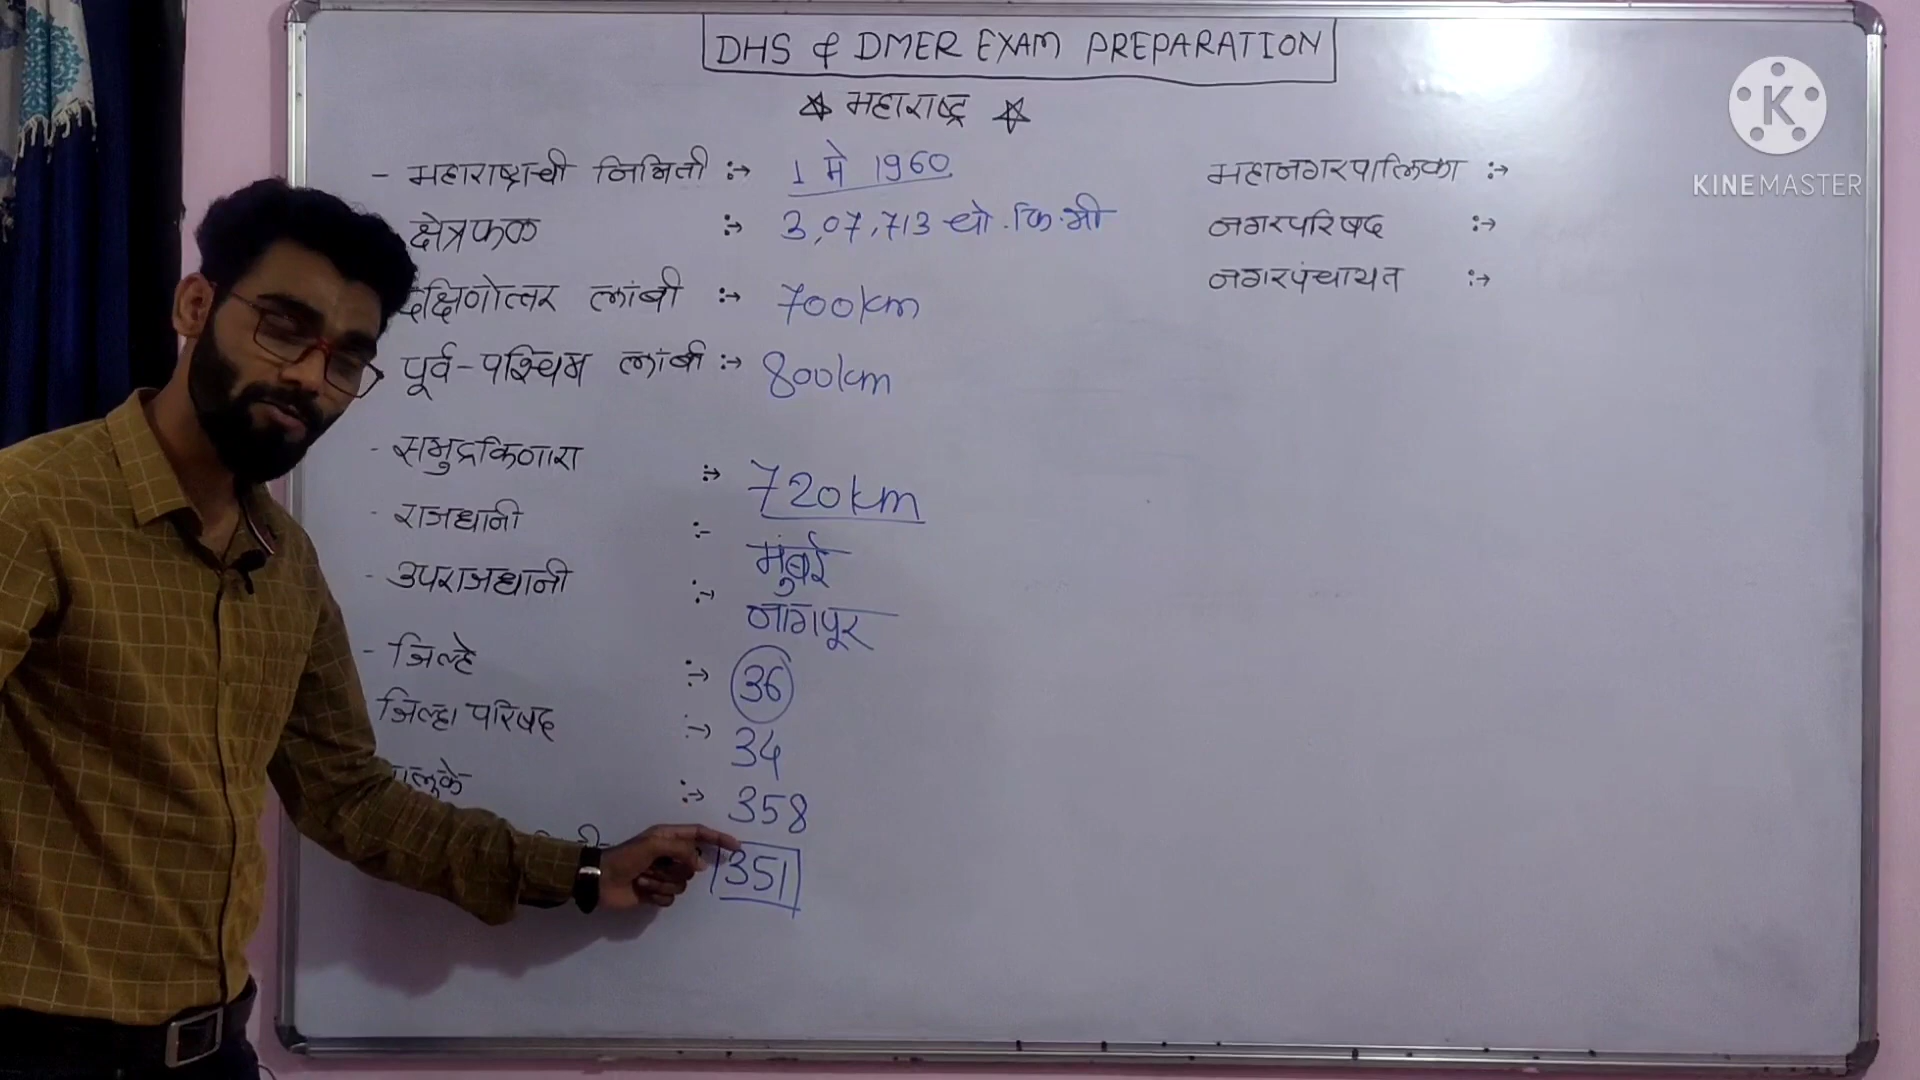 DHS & DMER EXAM PREPARATION
☆ महाराष्ट्र ☆
- महाराष्ट्राची निर्मिती :→ 1 मे 1960
क्षेत्रफळ :→ 3,07,713 चौ.कि.मी
दक्षिणोत्तर लांबी :→ 700km
पूर्व-पश्चिम लांबी :→ 800km
- समुद्रकिनारा :→ 720km
- राजधानी :- मुंबई
- उपराजधानी :→ नागपूर
- जिल्हे :→ 36
जिल्हा परिषद :→ 34
तालुके :→ 358
351
महानगरपालिका :→
नगरपरिषद :→
नगरपंचायत :→
K
KINEMASTER